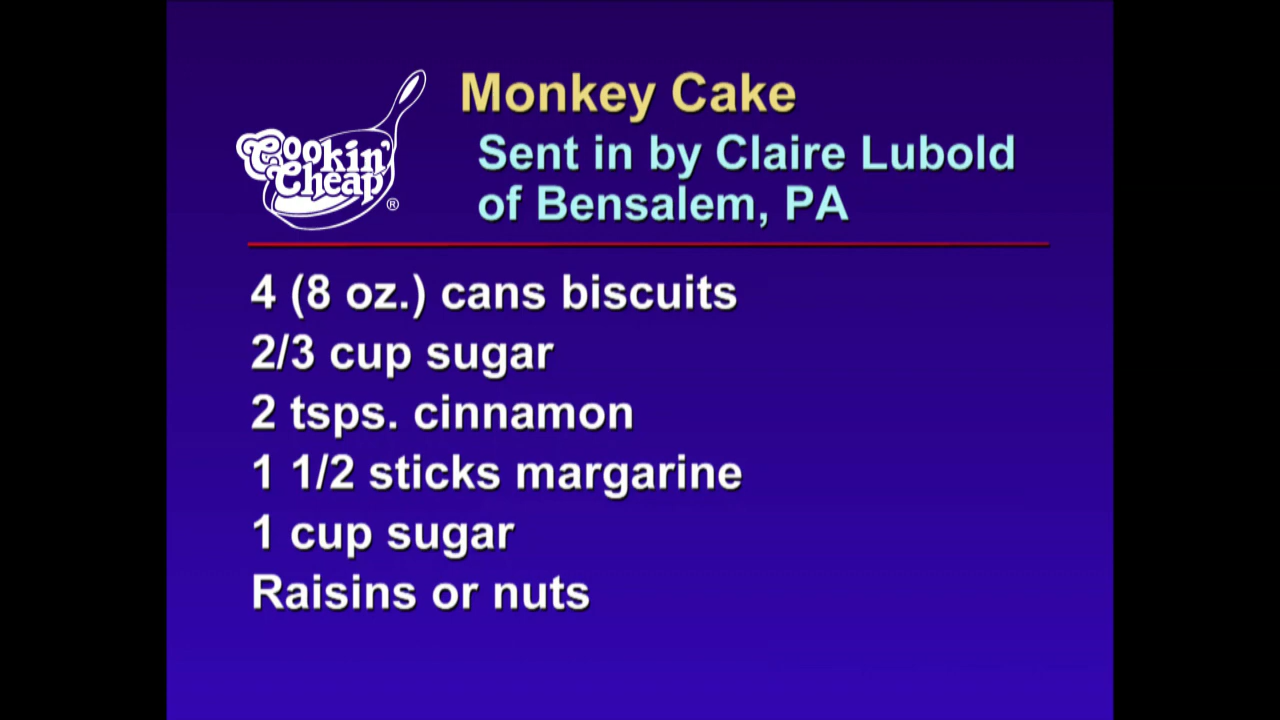 Cookin'
Cheap
®
Monkey Cake
Sent in by Claire Lubold
of Bensalem, PA
4 (8 oz.) cans biscuits
2/3 cup sugar
2 tsps. cinnamon
1 1/2 sticks margarine
1 cup sugar
Raisins or nuts